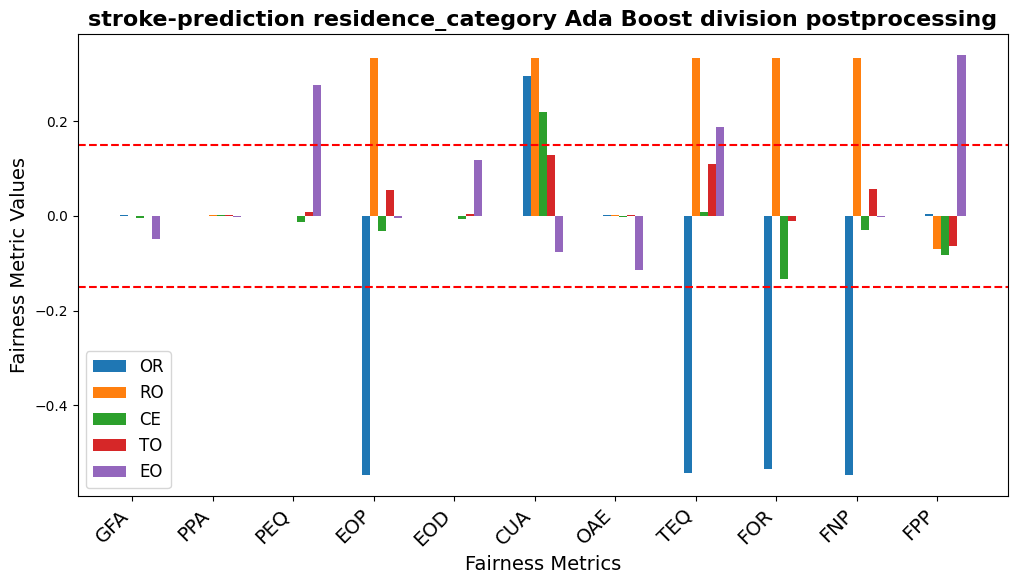 stroke-prediction residence_category Ada Boost division postprocessing
Fairness Metric Values
0.2
0.0
−0.2
−0.4
OR
RO
CE
TO
EO
GFA
PPA
PEQ
EOP
EOD
CUA
OAE
TEQ
FOR
FNP
FPP
Fairness Metrics